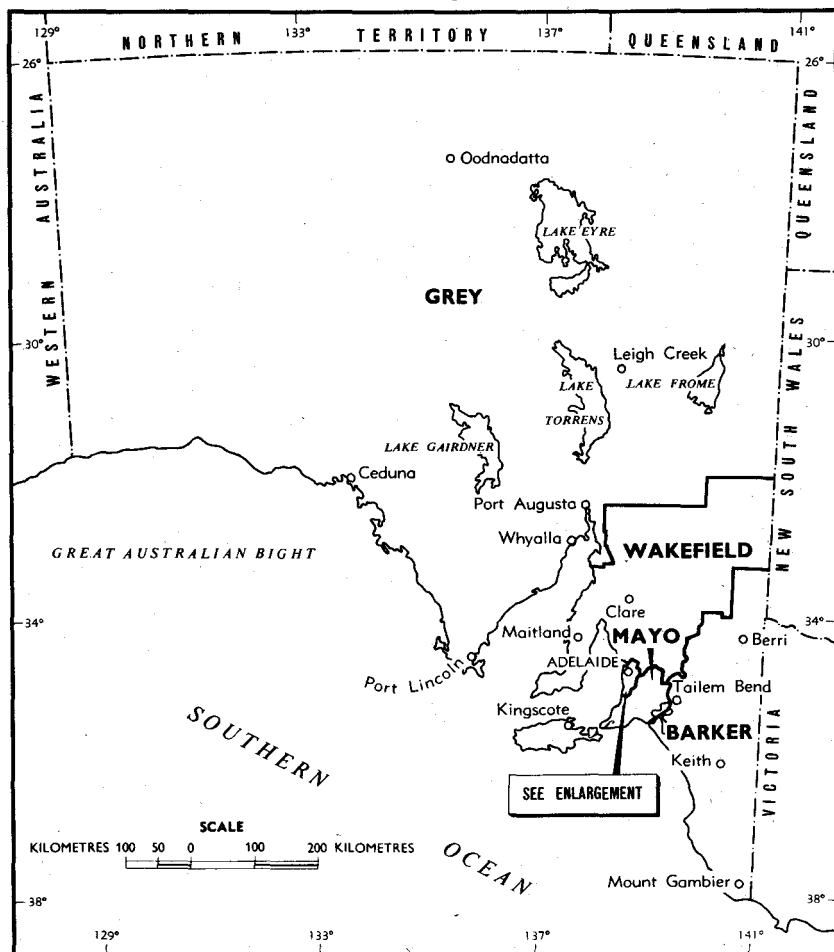 129°
133°
137°
141°
NORTHERN TERRITORY QUEENSLAND
26°
26°
WESTERN AUSTRALIA
QUEENSLAND
Oodnadatta
LAKE EYRE
GREY
30°
30°
Leigh Creek
LAKE FROME
LAKE
TORRENS
NEW SOUTH WALES
LAKE GAIRDNER
Ceduna
Port Augusta
Whyalla
WAKEFIELD
GREAT AUSTRALIAN BIGHT
Clare
34°
34°
Maitland
MAYO
Berri
ADELAIDE
Port Lincoln
Tailem Bend
Kingscote
BARKER
SOUTHERN
Keith
VICTORIA
SEE ENLARGEMENT
SCALE
KILOMETRES 100 50 0 100 200 KILOMETRES
OCEAN
Mount Gambier
38°
38°
129°
133°
137°
141°